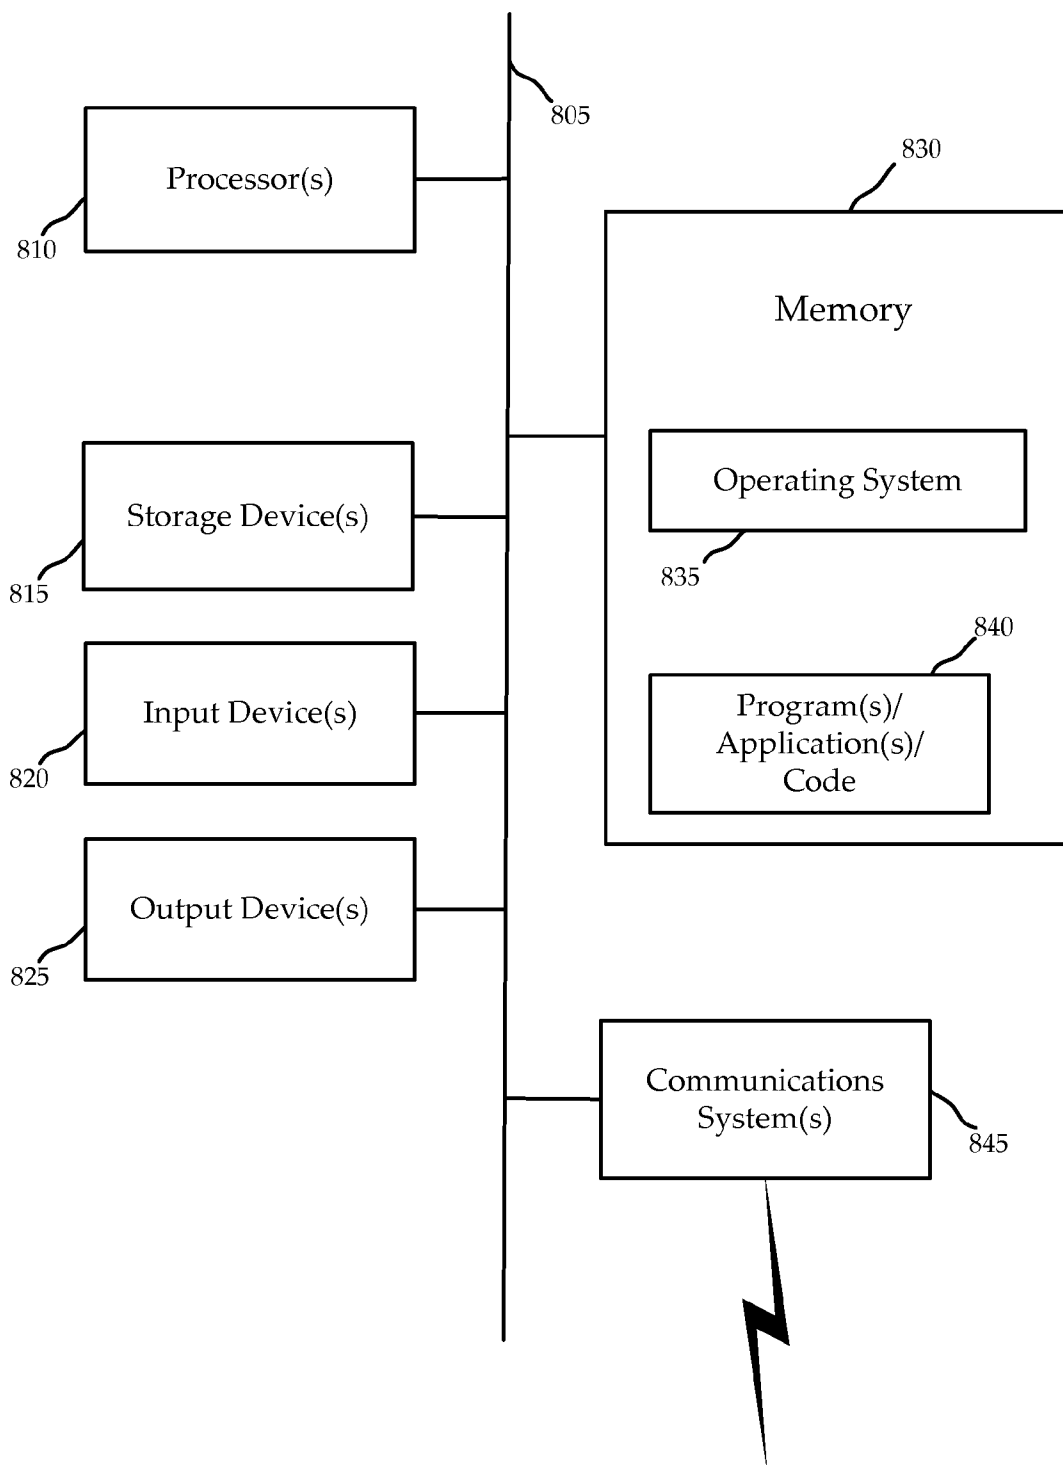 805
Processor(s)
810
830
Memory
Storage Device(s)
815
Operating System
835
Input Device(s)
820
840
Program(s)/
Application(s)/
Code
Output Device(s)
825
Communications
System(s)
845